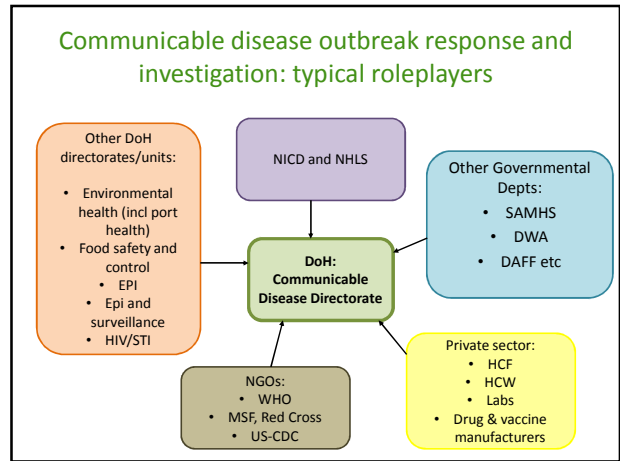 Communicable disease outbreak response and
investigation: typical roleplayers
Other DoH
directorates/units:
• Environmental
health (incl port
health)
• Food safety and
control
• EPI
• Epi and
surveillance
• HIV/STI
NICD and NHLS
Other Governmental
Depts:
• SAMHS
• DWA
• DAFF etc
DoH:
Communicable
Disease Directorate
NGOs:
• WHO
• MSF, Red Cross
• US-CDC
Private sector:
• HCF
• HCW
• Labs
• Drug & vaccine
manufacturers